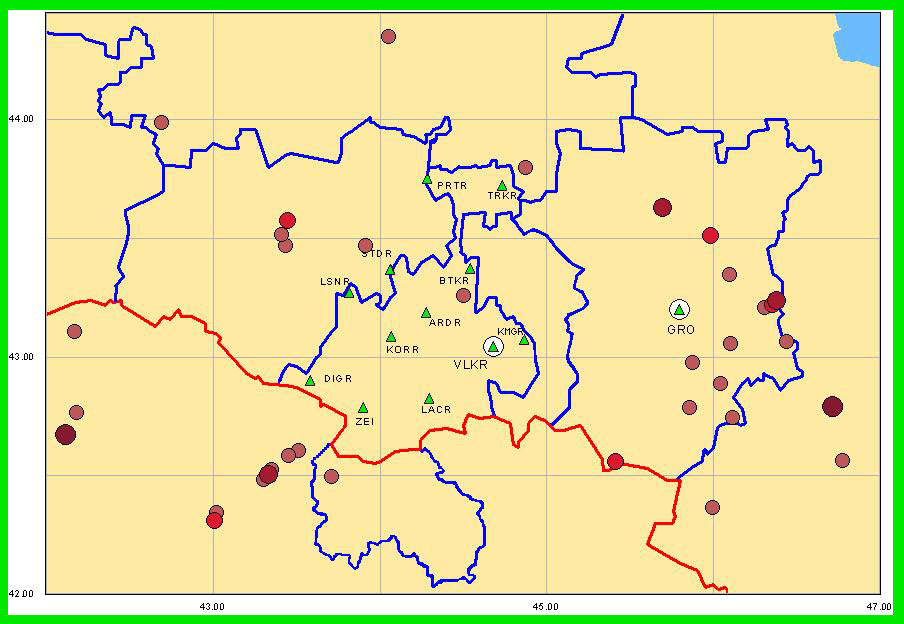 44.00
PRTR
TRKR
STDR
LSNR
BTKR
ARDR
KMGR
GRO
KORR
43.00
VLKR
DIGR
LACR
ZEI
42.00
43.00
45.00
47.00